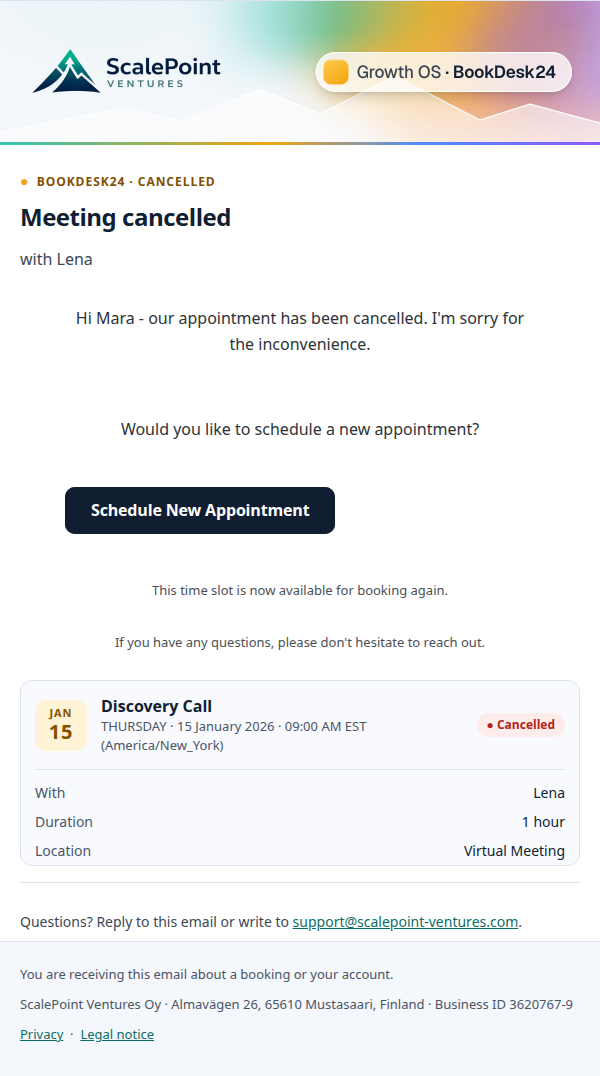 ScalePoint
VENTURES
Growth OS · BookDesk24
BOOKDESK24 · CANCELLED
Meeting cancelled
with Lena
Hi Mara - our appointment has been cancelled. I'm sorry for
the inconvenience.
Would you like to schedule a new appointment?
Schedule New Appointment
This time slot is now available for booking again.
If you have any questions, please don't hesitate to reach out.
JAN
15
Discovery Call
THURSDAY · 15 January 2026 · 09:00 AM EST
(America/New_York)
Cancelled
With Lena
Duration 1 hour
Location Virtual Meeting
Questions? Reply to this email or write to support@scalepoint-ventures.com.
You are receiving this email about a booking or your account.
ScalePoint Ventures Oy · Almavägen 26, 65610 Mustasaari, Finland · Business ID 3620767-9
Privacy · Legal notice